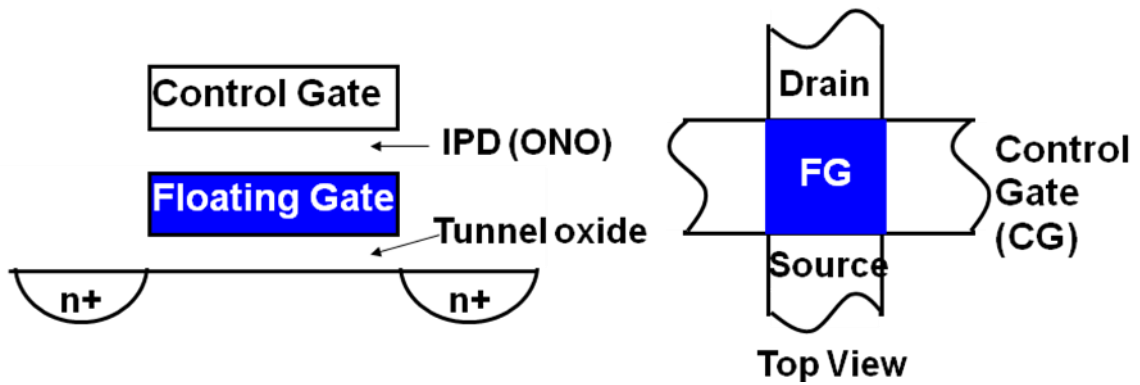 Control Gate
IPD (ONO)
Floating Gate
Tunnel oxide
n+
n+
Drain
FG
Control
Gate
(CG)
Source
Top View